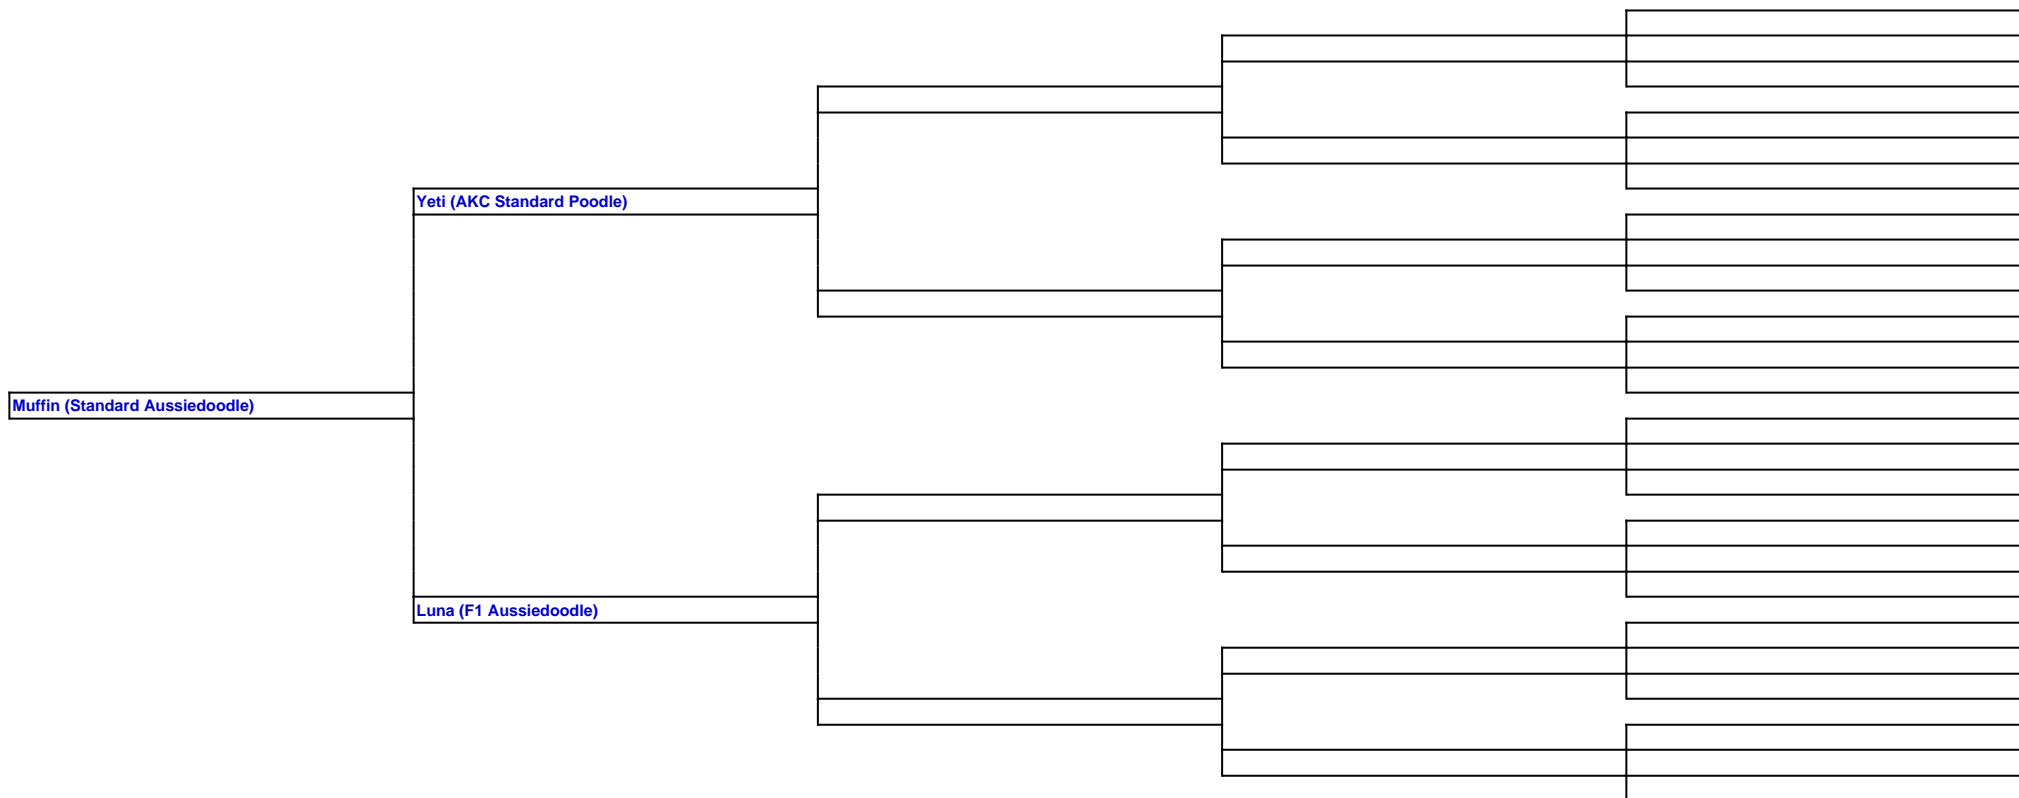 Yeti (AKC Standard Poodle)
Muffin (Standard Aussiedoodle)
Luna (F1 Aussiedoodle)